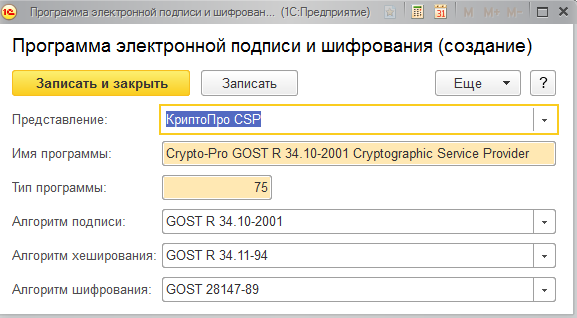 Программа электронной подписи и шифрован... (1С:Предприятие)
Программа электронной подписи и шифрования (создание)
Записать и закрыть Записать Еще ?
Представление: КриптоПро CSP
Имя программы: Crypto-Pro GOST R 34.10-2001 Cryptographic Service Provider
Тип программы: 75
Алгоритм подписи: GOST R 34.10-2001
Алгоритм хеширования: GOST R 34.11-94
Алгоритм шифрования: GOST 28147-89